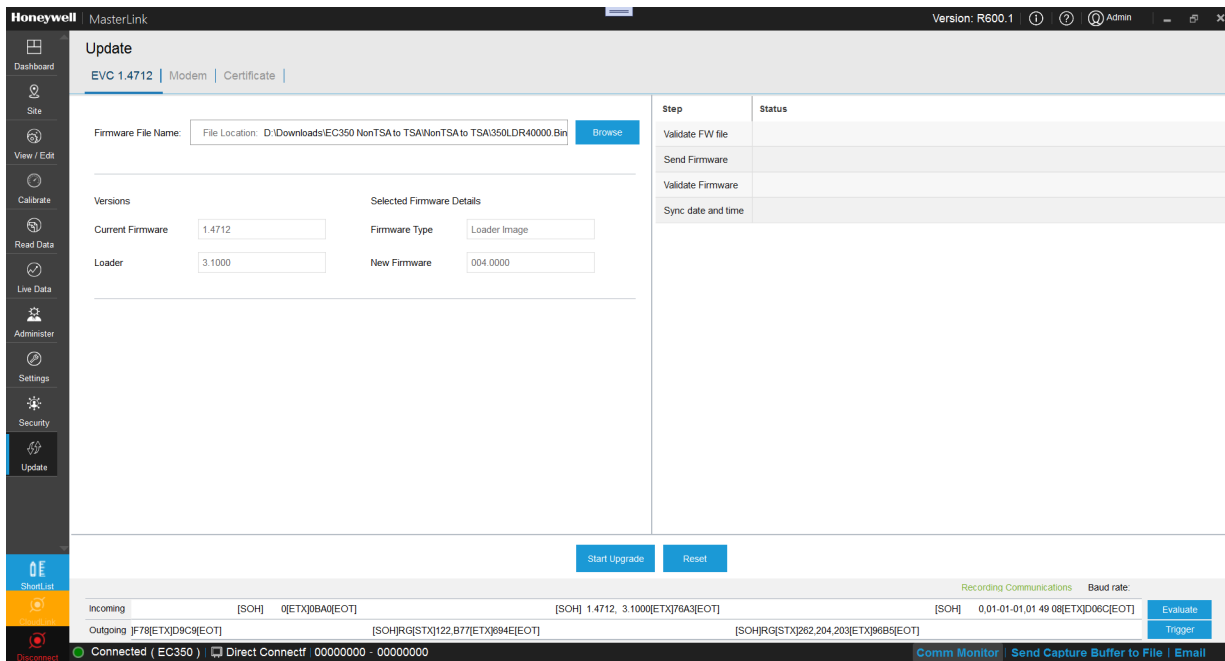 Honeywell | MasterLink
Version: R600.1
Admin
Dashboard
Site
View / Edit
Calibrate
Read Data
Live Data
Administer
Settings
Security
Update
ShortList
CloudLink
Disconnect
Update
EVC 1.4712 | Modem | Certificate |
Firmware File Name: File Location: D:\Downloads\EC350 NonTSA to TSA\NonTSA to TSA\350LDR40000.Bin Browse
Versions Selected Firmware Details
Current Firmware 1.4712 Firmware Type Loader Image
Loader 3.1000 New Firmware 004.0000
Step Status
Validate FW file
Send Firmware
Validate Firmware
Sync date and time
Start Upgrade Reset
Recording Communications Baud rate:
Incoming [SOH] 0[ETX]0BA0[EOT] [SOH] 1.4712, 3.1000[ETX]76A3[EOT] [SOH] 0,01-01-01,01 49 08[ETX]D06C[EOT] Evaluate
Outgoing ]F78[ETX]D9C9[EOT] [SOH]RG[STX]122,B77[ETX]694E[EOT] [SOH]RG[STX]262,204,203[ETX]96B5[EOT] Trigger
Connected ( EC350 ) | Direct Connectf | 00000000 - 00000000
Comm Monitor | Send Capture Buffer to File | Email